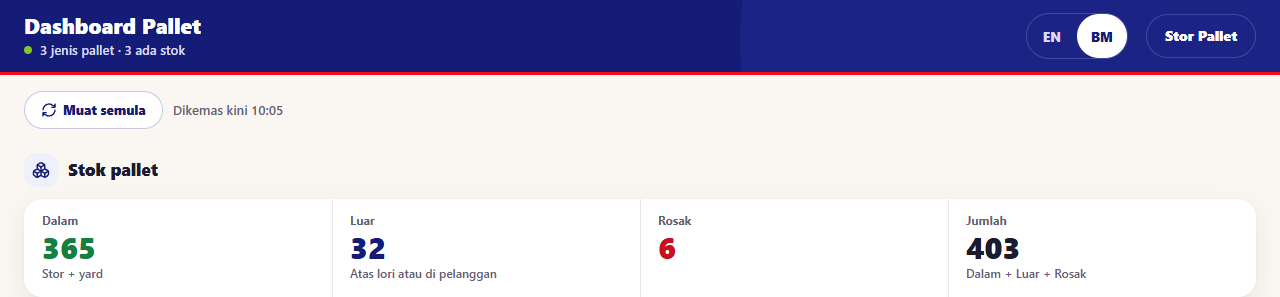 Dashboard Pallet
3 jenis pallet · 3 ada stok
EN
BM
Stor Pallet
Muat semula
Dikemas kini 10:05
Stok pallet
Dalam
365
Stor + yard
Luar
32
Atas lori atau di pelanggan
Rosak
6
Jumlah
403
Dalam + Luar + Rosak